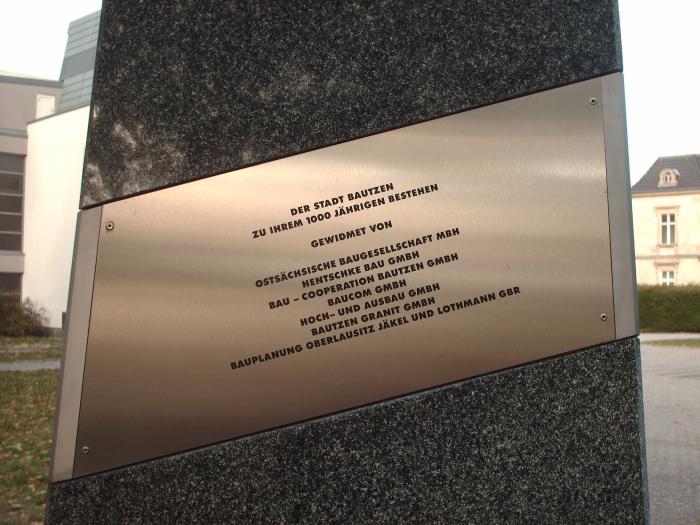 DER STADT BAUTZEN
ZU IHREM 1000 JÄHRIGEN BESTEHEN
GEWIDMET VON
OSTSÄCHSISCHE BAUGESELLSCHAFT MBH
HENTSCHKE BAU GMBH
BAU – COOPERATION BAUTZEN GMBH
BAUCOM GMBH
HOCH– UND AUSBAU GMBH
BAUTZEN GRANIT GMBH
BAUPLANUNG OBERLAUSITZ JÄKEL UND LOTHMANN GBR